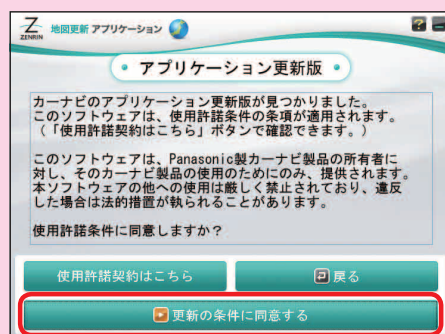 Z ZENRIN 地図更新 アプリケーション
アプリケーション更新版
カーナビのアプリケーション更新版が見つかりました。
このソフトウェアは、使用許諾条件の条項が適用されます。
（「使用許諾契約はこちら」ボタンで確認できます。）
このソフトウェアは、Panasonic製カーナビ製品の所有者に
対し、そのカーナビ製品の使用のためにのみ、提供されます。
本ソフトウェアの他への使用は厳しく禁止されており、違反
した場合は法的措置が執られることがあります。
使用許諾条件に同意しますか？
使用許諾契約はこちら
戻る
更新の条件に同意する